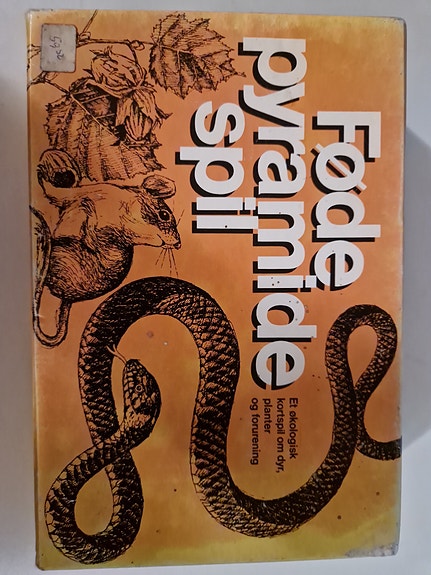 Føde
pyramide
spil
Et økologisk
kortspil om dyr,
planter
og forurening